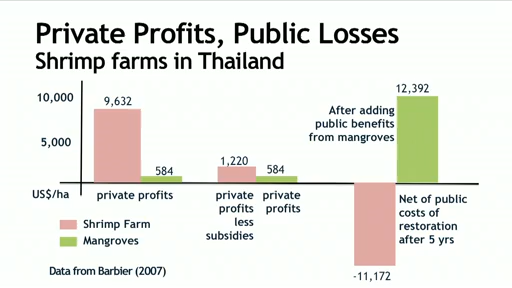 Private Profits, Public Losses
Shrimp farms in Thailand
10,000
5,000
US$/ha
9,632
584
private profits
1,220
584
private
profits
less
subsidies
private
profits
After adding
public benefits
from mangroves
12,392
-11,172
Net of public
costs of
restoration
after 5 yrs
Shrimp Farm
Mangroves
Data from Barbier (2007)